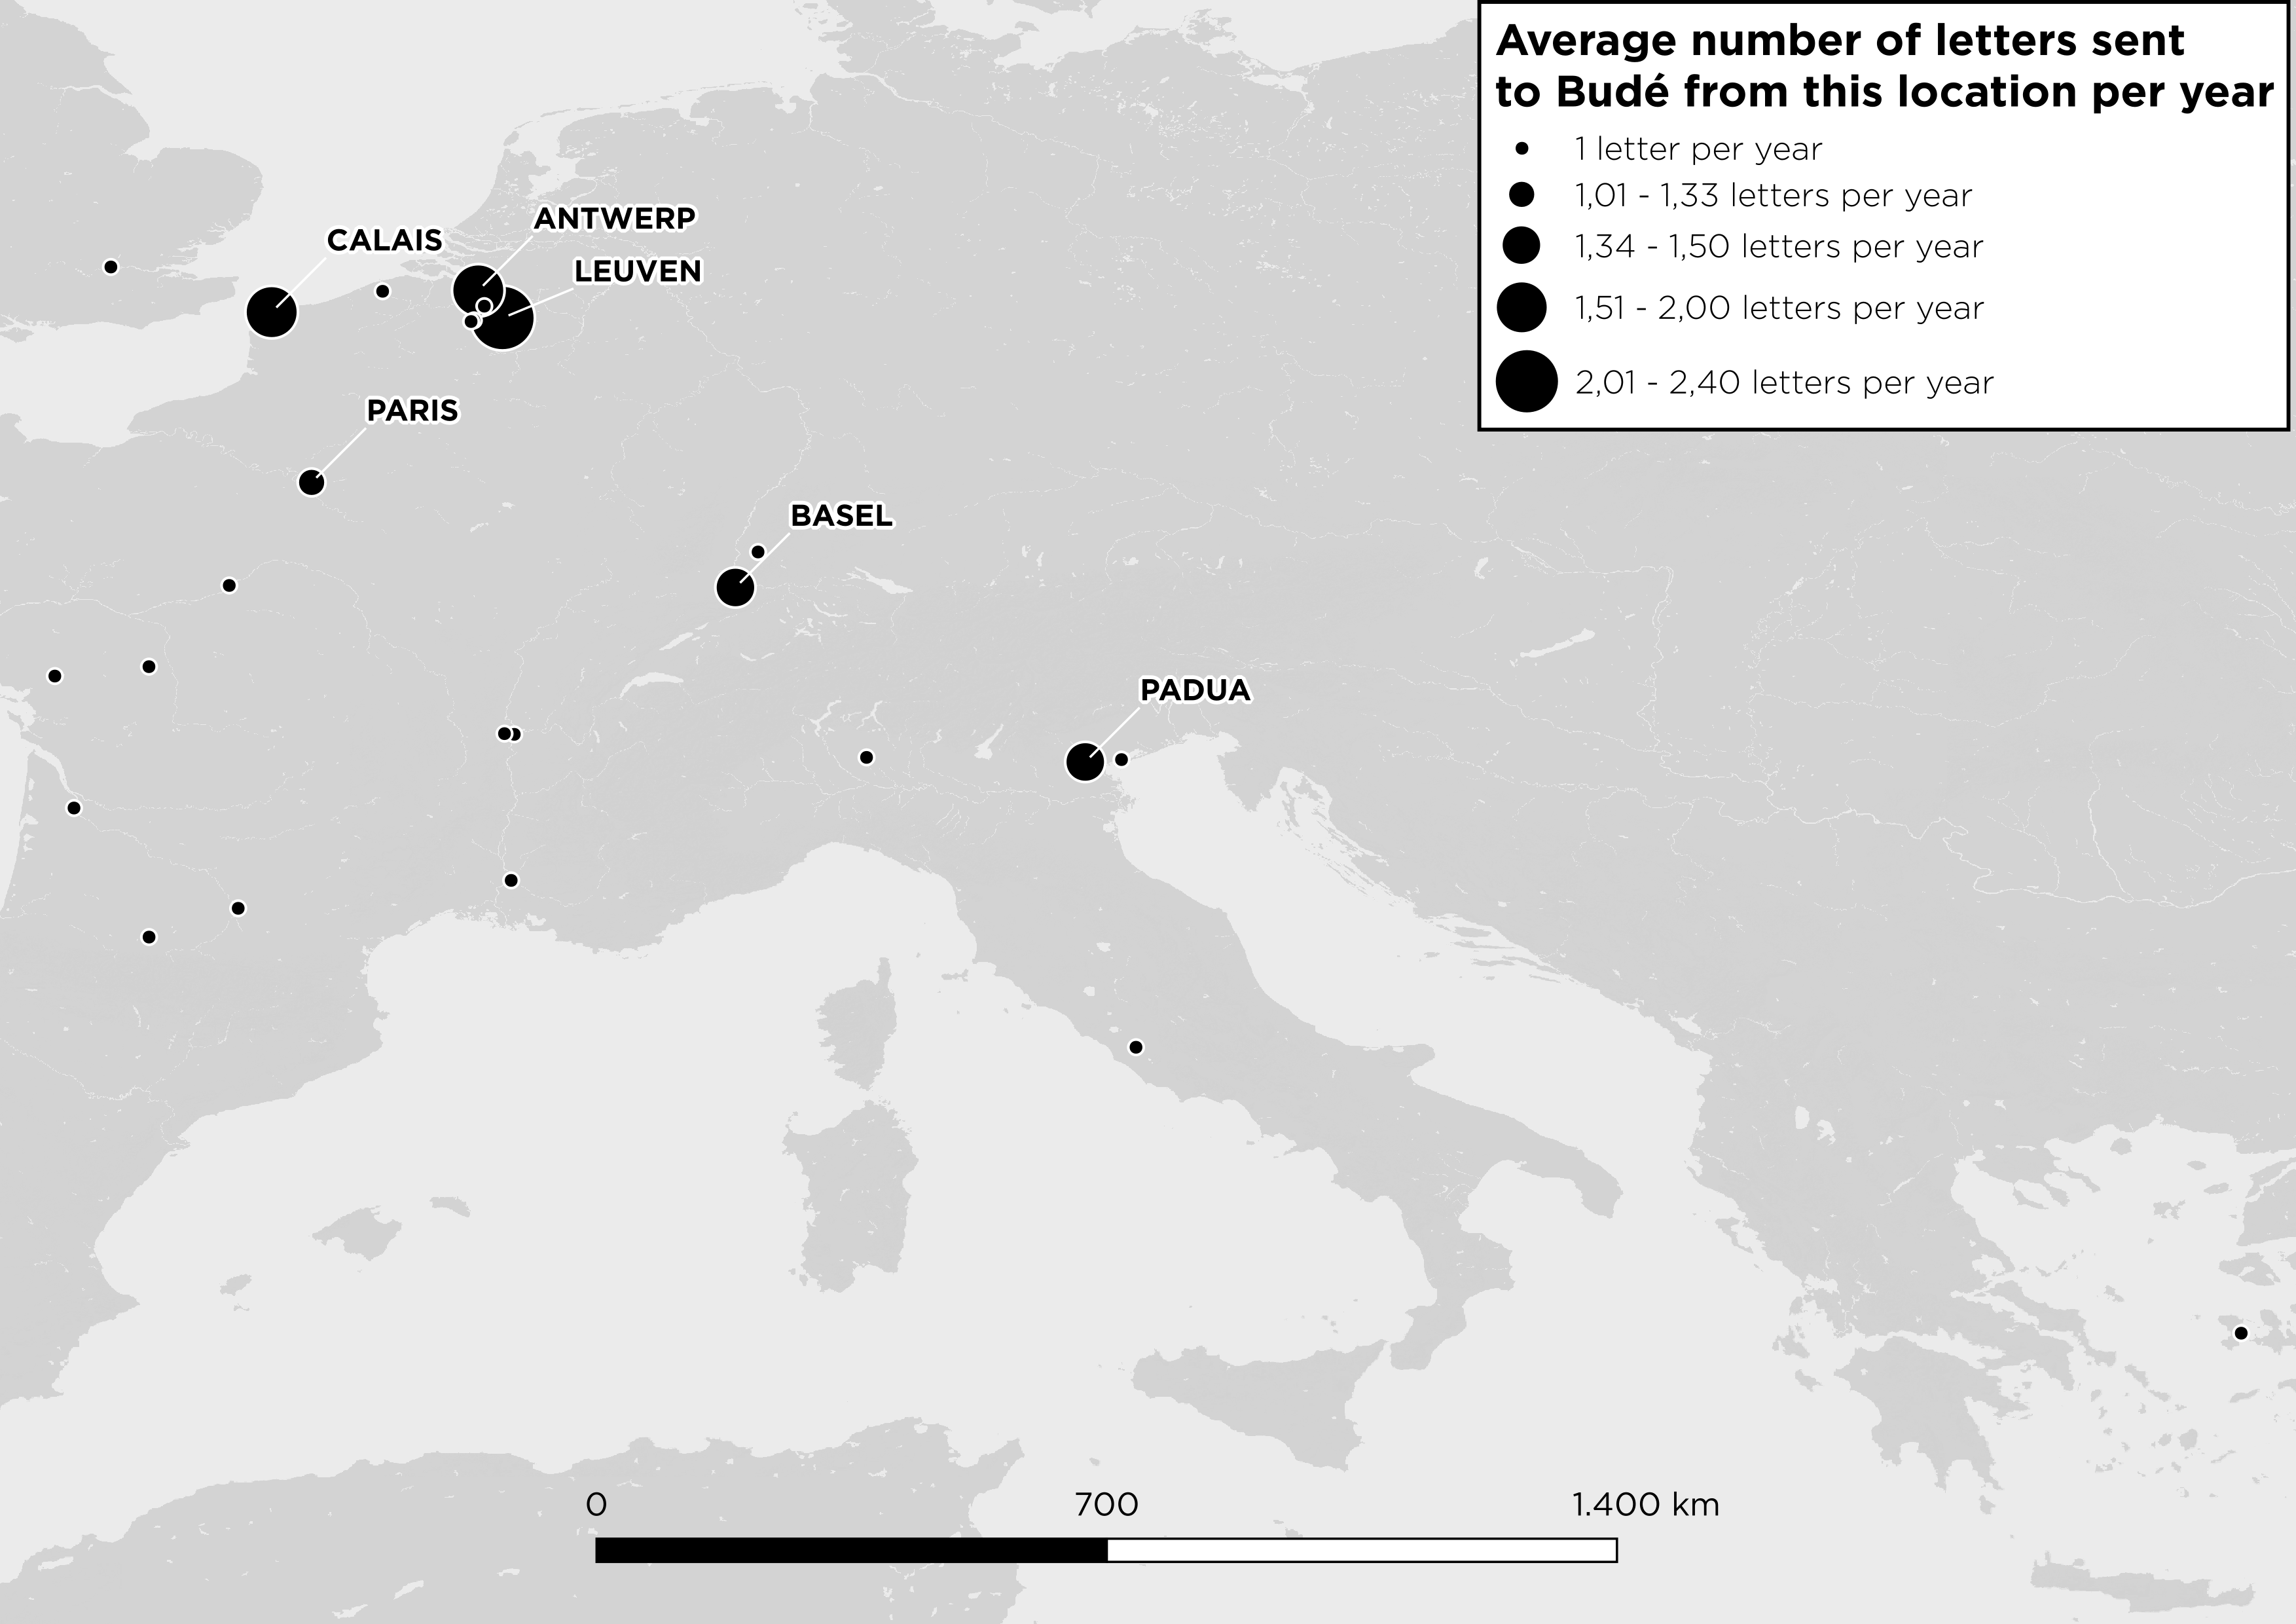 Average number of letters sent
to Budé from this location per year
1 letter per year
1,01 - 1,33 letters per year
1,34 - 1,50 letters per year
1,51 - 2,00 letters per year
2,01 - 2,40 letters per year
ANTWERP
CALAIS
LEUVEN
PARIS
BASEL
PADUA
0 700 1.400 km